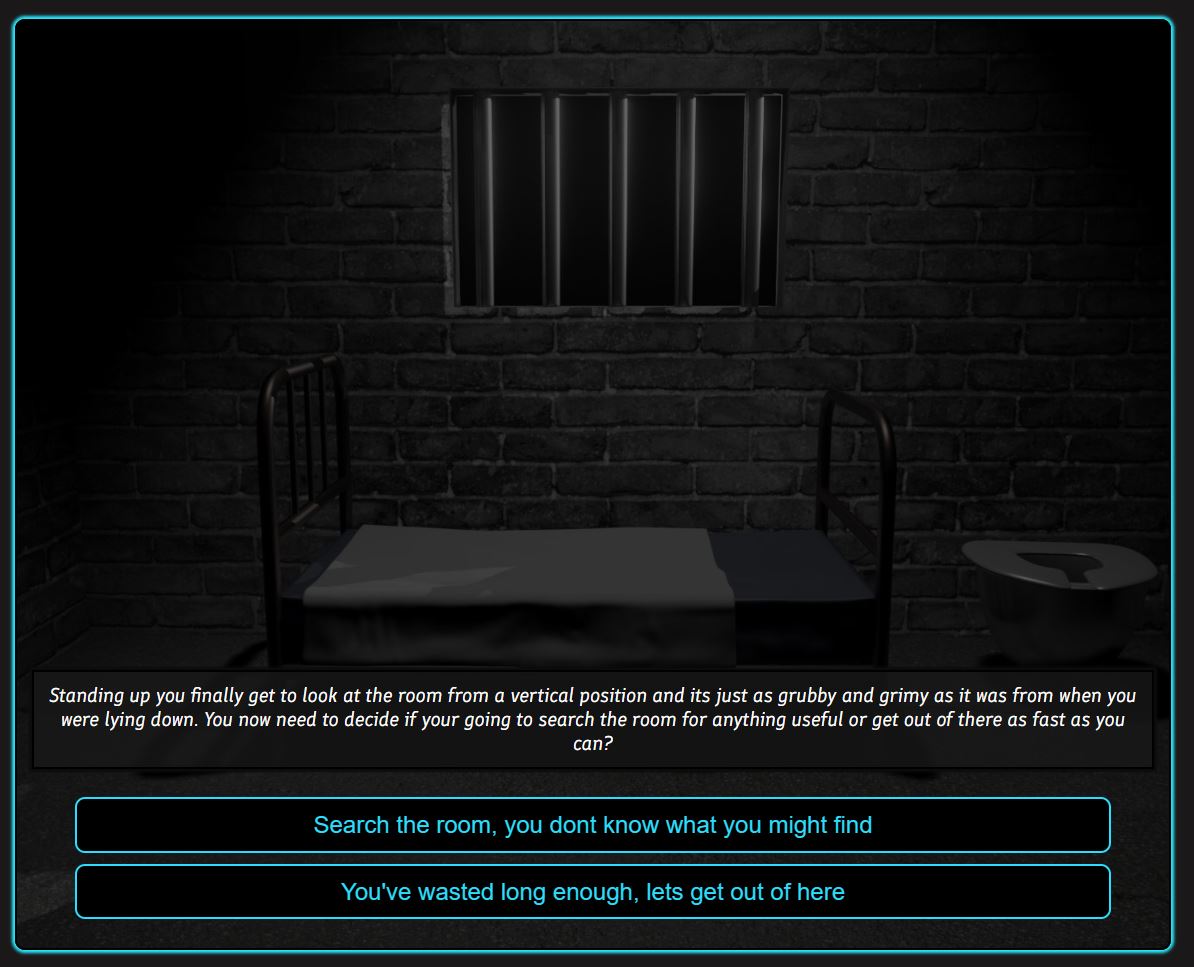 Standing up you finally get to look at the room from a vertical position and its just as grubby and grimy as it was from when you
were lying down. You now need to decide if your going to search the room for anything useful or get out of there as fast as you
can?
Search the room, you dont know what you might find
You've wasted long enough, lets get out of here